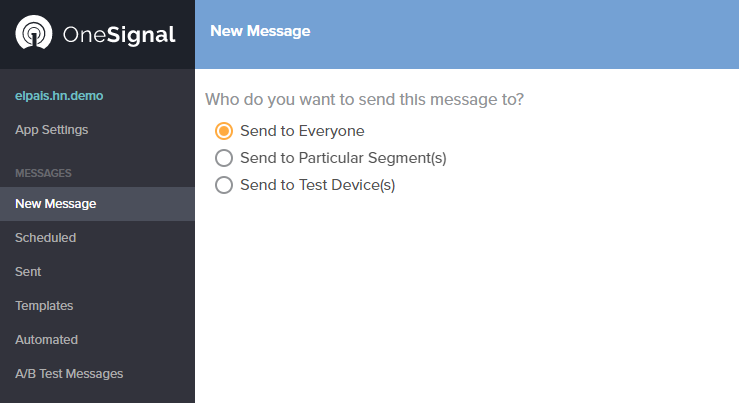 OneSignal
New Message
elpais.hn.demo
App Settings
MESSAGES
New Message
Scheduled
Sent
Templates
Automated
A/B Test Messages
Who do you want to send this message to?
Send to Everyone
Send to Particular Segment(s)
Send to Test Device(s)